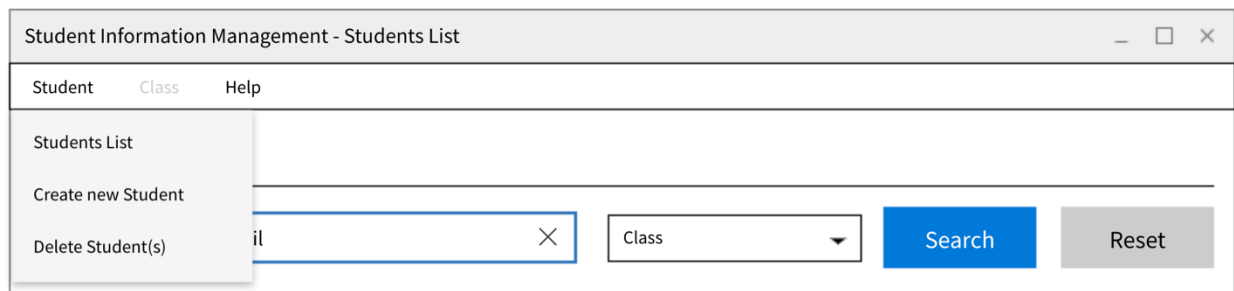 Student Information Management - Students List
Student Class Help
Students List
Create new Student
Delete Student(s)
il
Class
Search
Reset